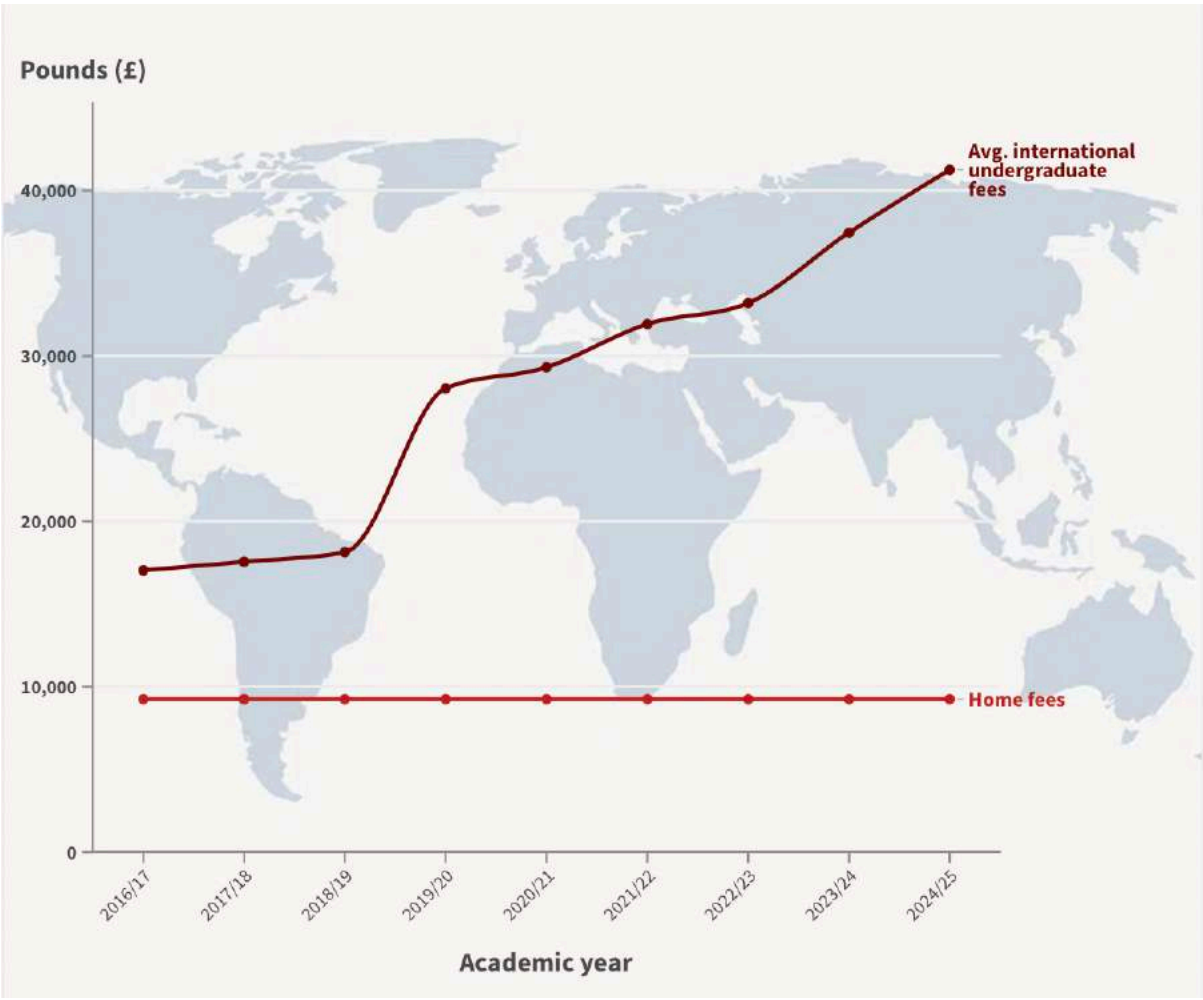 Pounds (£)
Avg. international
undergraduate
fees
40,000
30,000
20,000
10,000
Home fees
0
2016/17
2017/18
2018/19
2019/20
2020/21
2021/22
2022/23
2023/24
2024/25
Academic year